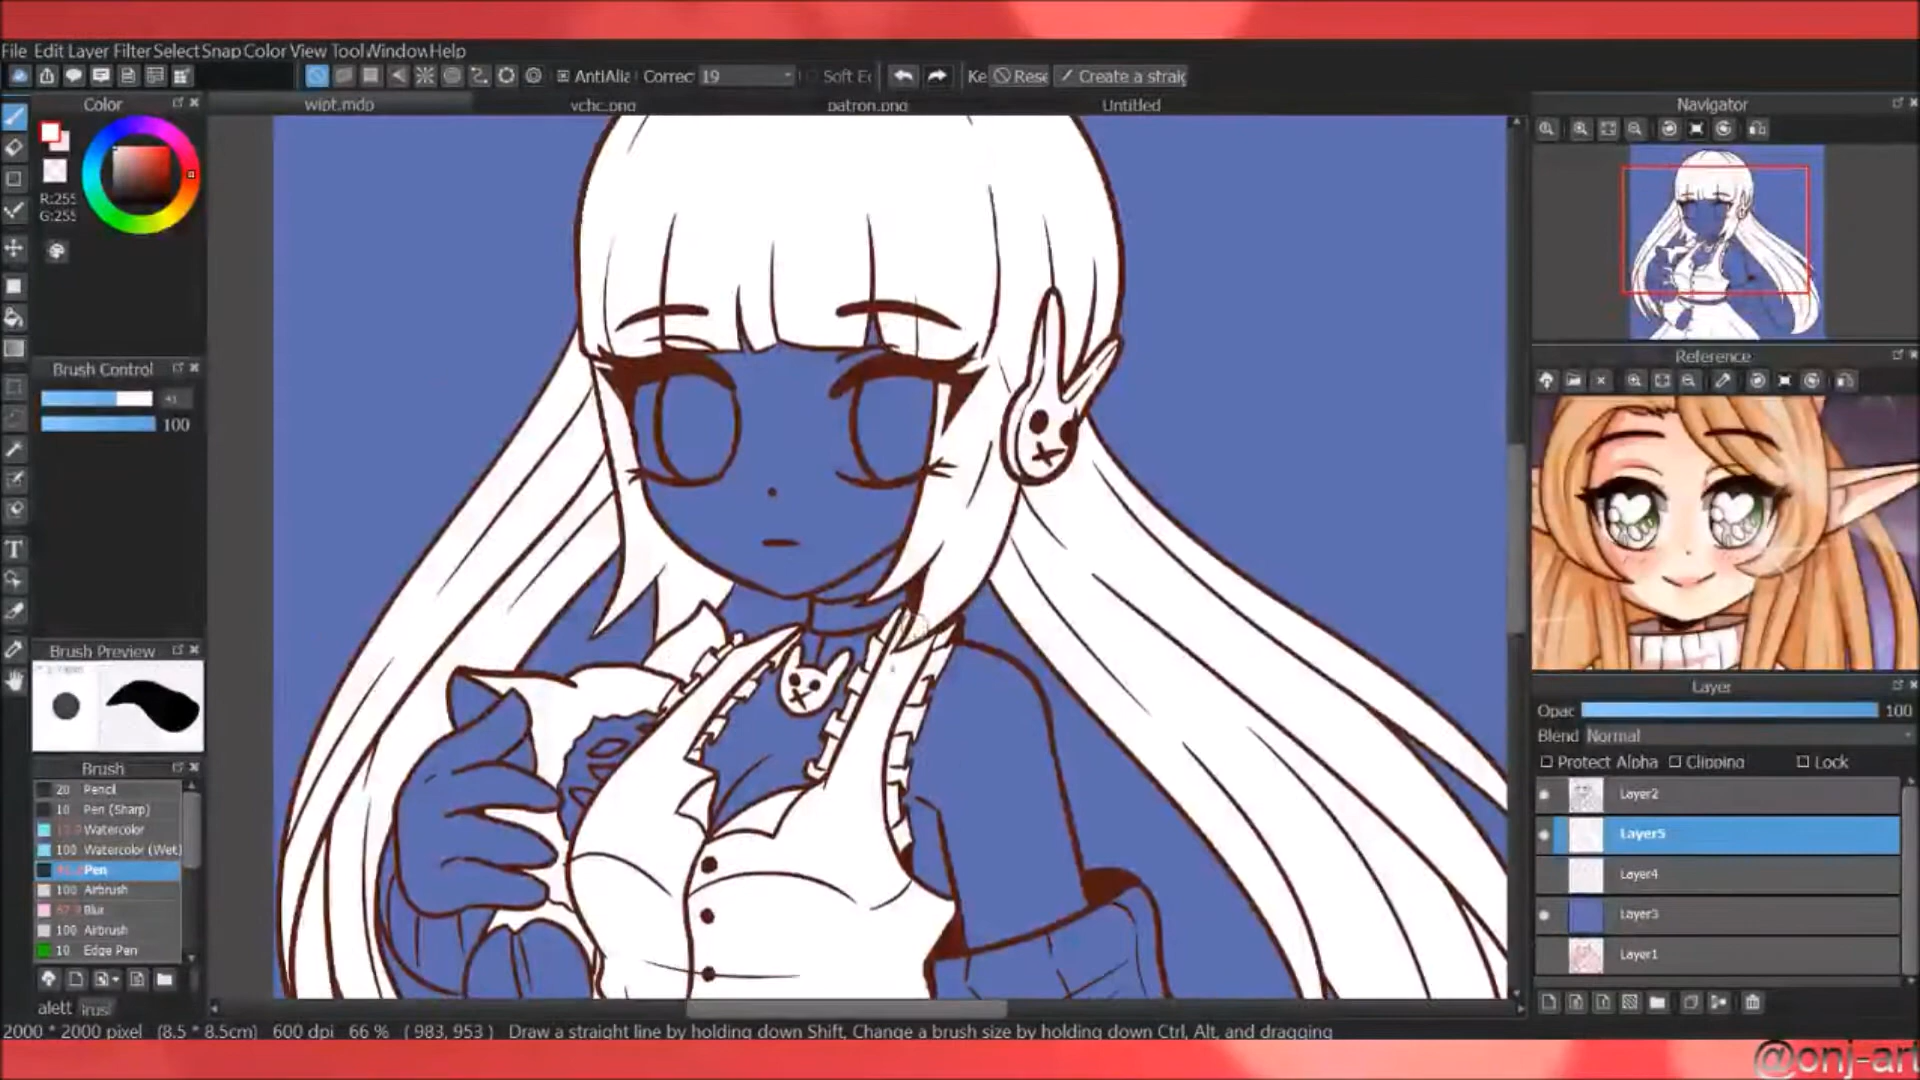 File Edit Layer Filter Select Snap Color View Tool Window Help
AntiAlia Correc 19 Soft Ec Ke Rese Create a straig
Color
wipt.mdp vchc.png patron.png Untitled
Navigator
R:255
G:255
Reference
Brush Control
41
100
Brush Preview
Layer
Opac 100
Blend Normal
Protect Alpha Clipping Lock
Brush
20 Pencil
10 Pen (Sharp)
Watercolor
100 Watercolor (Wet)
Pen
100 Airbrush
Blur
100 Airbrush
10 Edge Pen
Layer2
Layer5
Layer4
Layer3
Layer1
alett
2000 * 2000 pixel (8.5 * 8.5cm) 600 dpi 66 % ( 983, 953 ) Draw a straight line by holding down Shift, Change a brush size by holding down Ctrl, Alt, and dragging
@onj-art